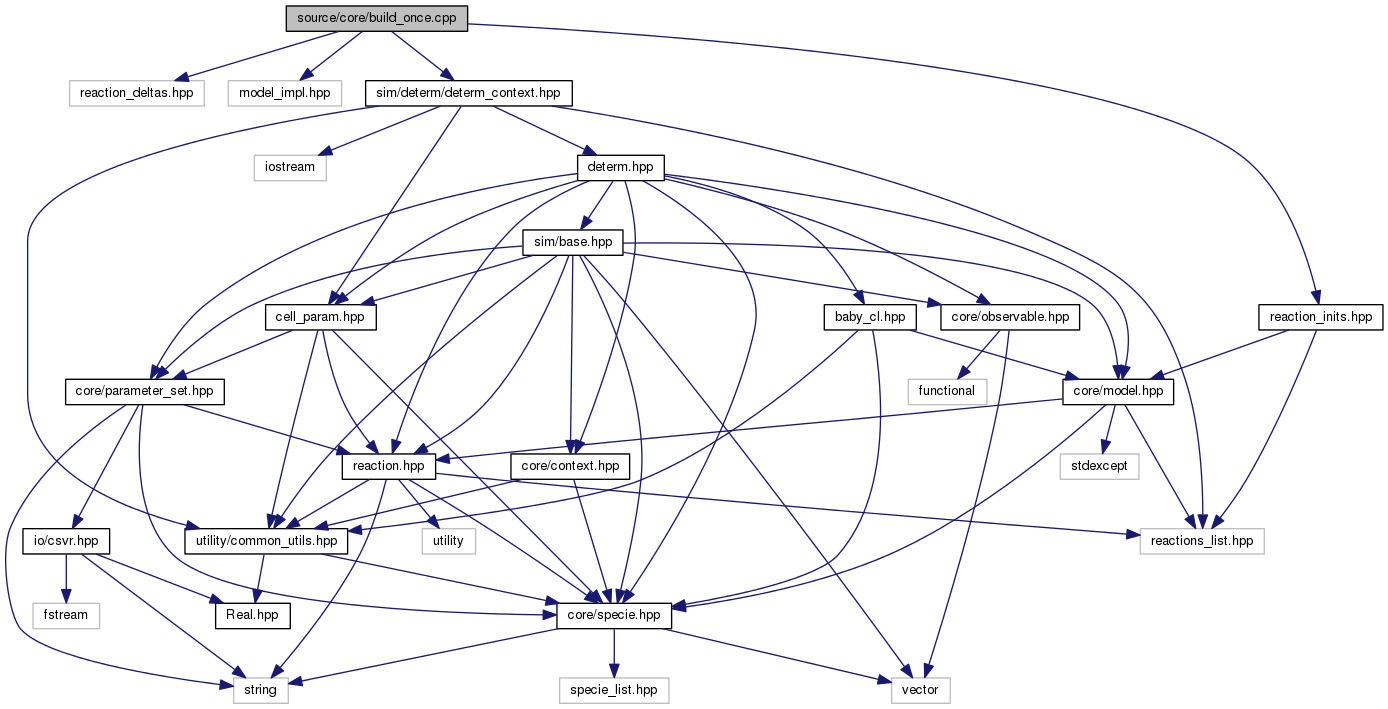 source/core/build_once.cpp
reaction_deltas.hpp
model_impl.hpp
sim/determ/determ_context.hpp
iostream
determ.hpp
sim/base.hpp
cell_param.hpp
baby_cl.hpp
core/observable.hpp
reaction_inits.hpp
core/parameter_set.hpp
functional
core/model.hpp
reaction.hpp
core/context.hpp
stdexcept
io/csvr.hpp
utility/common_utils.hpp
utility
reactions_list.hpp
fstream
Real.hpp
core/specie.hpp
string
specie_list.hpp
vector